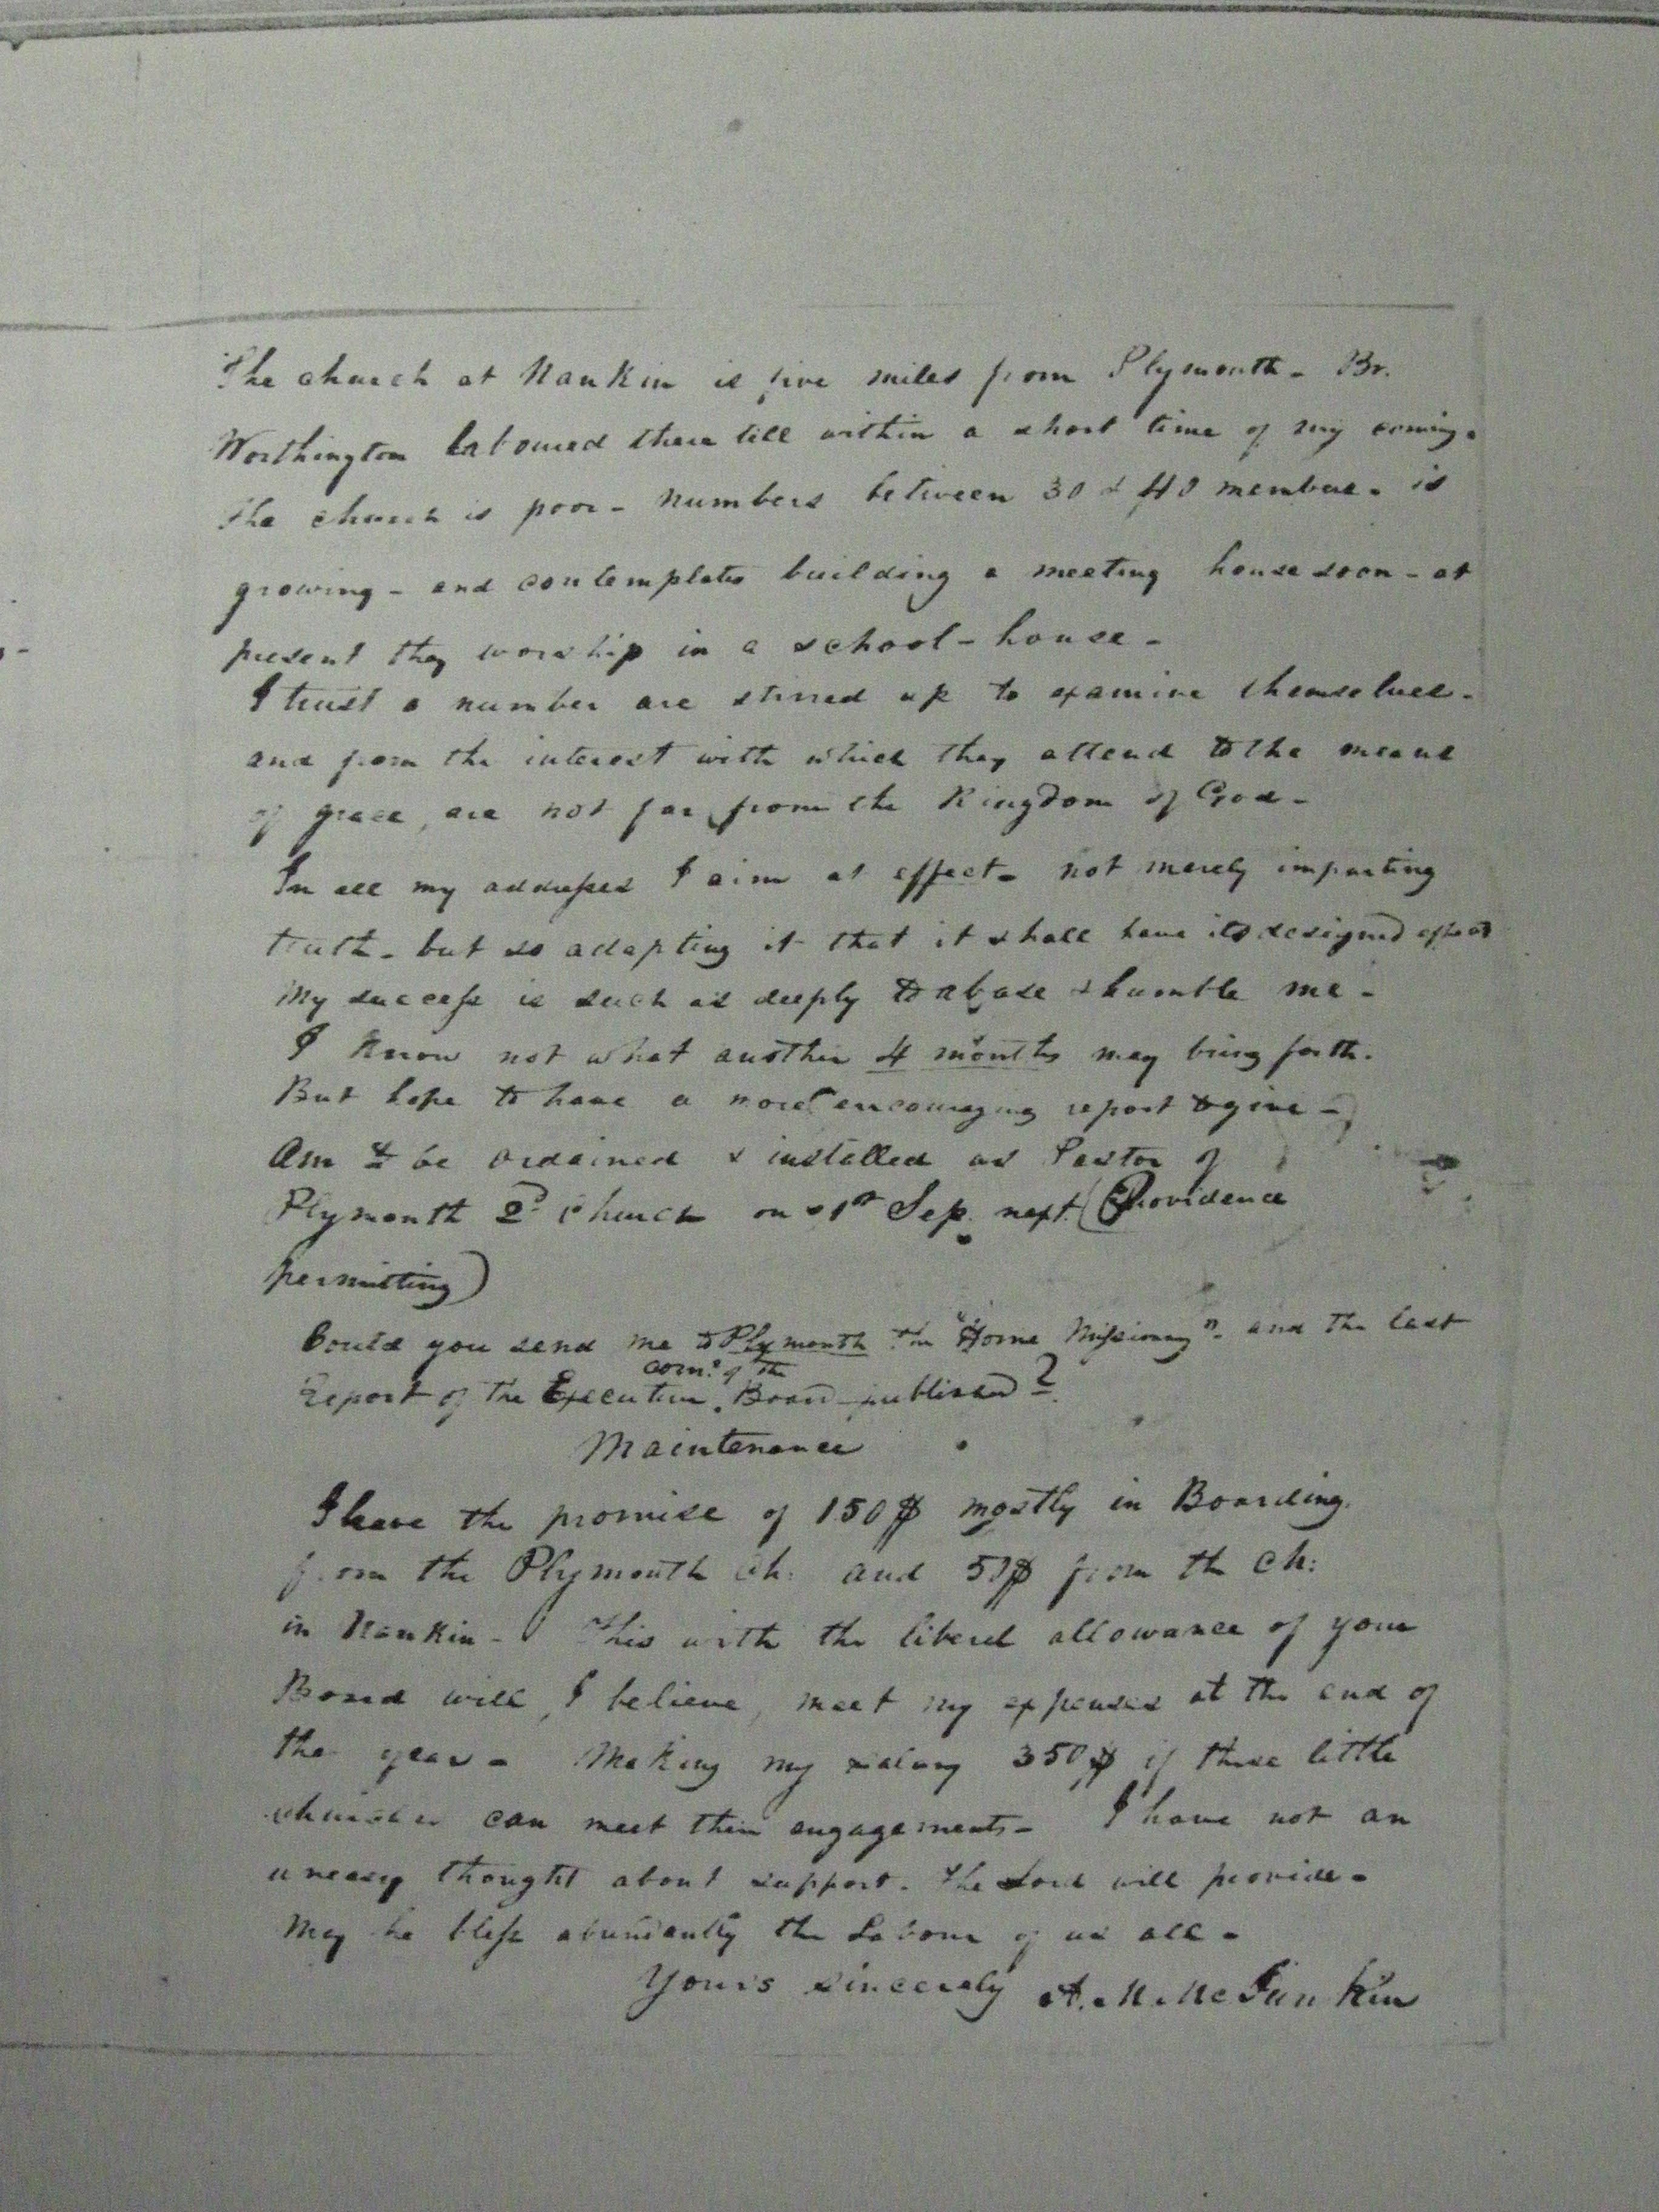 The church at Nankin is five miles from Plymouth - Br.
Worthington laboured there till within a short time of my coming.
the church is poor - numbers between 30 & 40 members. is
growing - and contemplates building a meeting house soon - at
present they worship in a school-house -
I trust a number are stirred up to examine themselves -
and from the interest with which they attend to the means
of grace, are not far from the Kingdom of God -
In all my addresses I aim at effect - not merely imparting
truth - but so adapting it that it shall have its designed effect
My success is such as deeply to abase & humble me -
I know not what another 4 months may bring forth.
But hope to have a more encouraging report to give -
Am to be ordained & installed as Pastor of
Plymouth 2d church on 1st Sep. next (Providence
permitting)
Could you send me to Plymouth the "Home Missionary" - and the last
com. of the
Report of the Executive Board published?
Maintenance
I have the promise of 150$ mostly in Boarding.
from the Plymouth Ch: and 50$ from the Ch:
in Nankin - This with the liberal allowance of your
Board will, I believe, meet my expenses at the end of
the year - Making my salary 350$ if these little
churches can meet their engagements - I have not an
uneasy thought about support. The Lord will provide -
May he bless abundantly the Labour of us all -
Yours sincerely A. M. McJunkin